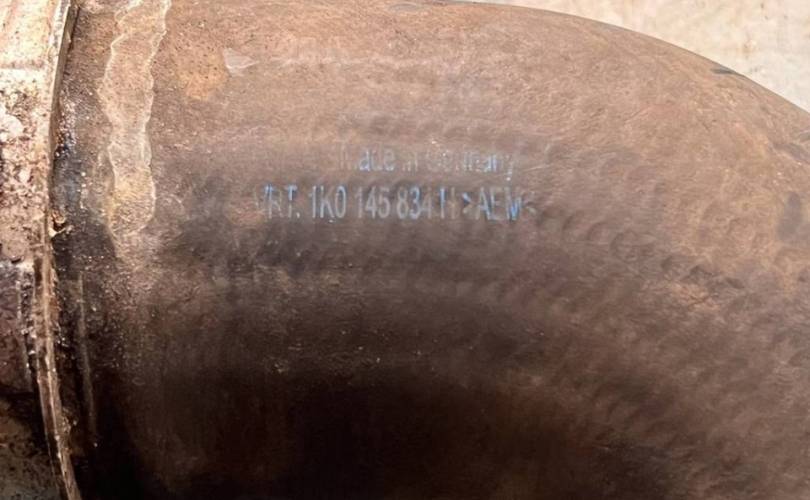 Made in Germany
VRT. 1K0 145 834 H >AEM<